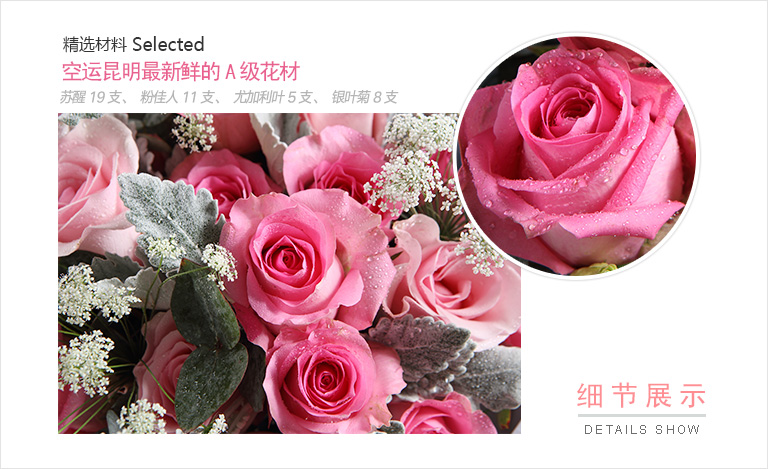 精选材料 Selected
空运昆明最新鲜的 A 级花材
苏醒 19 支、 粉佳人 11 支、 尤加利叶 5 支、 银叶菊 8 支
细节展示
DETAILS SHOW